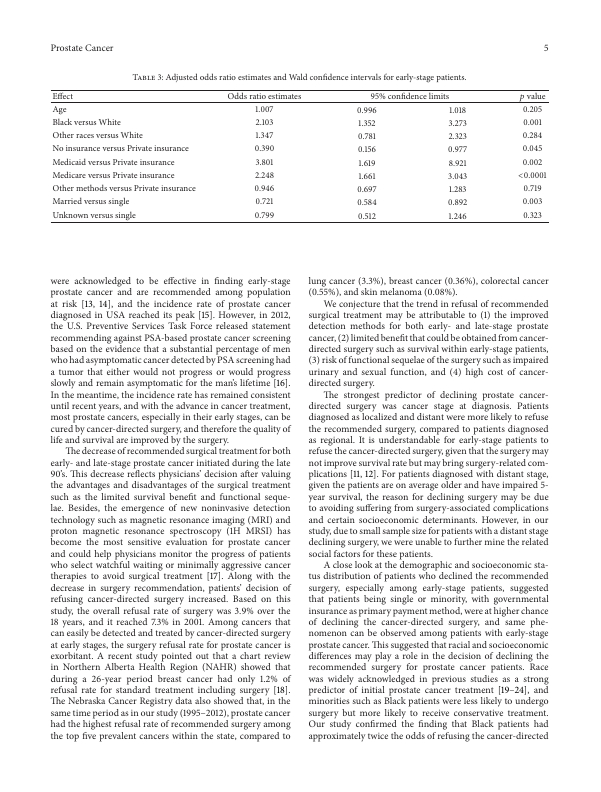 Prostate Cancer 5
Table 3: Adjusted odds ratio estimates and Wald confidence intervals for early-stage patients.
Effect Odds ratio estimates 95% confidence limits p value
Age 1.007 0.996 1.018 0.205
Black versus White 2.103 1.352 3.273 0.001
Other races versus White 1.347 0.781 2.323 0.284
No insurance versus Private insurance 0.390 0.156 0.977 0.045
Medicaid versus Private insurance 3.801 1.619 8.921 0.002
Medicare versus Private insurance 2.248 1.661 3.043 <0.0001
Other methods versus Private insurance 0.946 0.697 1.283 0.719
Married versus single 0.721 0.584 0.892 0.003
Unknown versus single 0.799 0.512 1.246 0.323
were acknowledged to be effective in finding early-stage
prostate cancer and are recommended among population
at risk [13, 14], and the incidence rate of prostate cancer
diagnosed in USA reached its peak [15]. However, in 2012,
the U.S. Preventive Services Task Force released statement
recommending against PSA-based prostate cancer screening
based on the evidence that a substantial percentage of men
who had asymptomatic cancer detected by PSA screening had
a tumor that either would not progress or would progress
slowly and remain asymptomatic for the man's lifetime [16].
In the meantime, the incidence rate has remained consistent
until recent years, and with the advance in cancer treatment,
most prostate cancers, especially in their early stages, can be
cured by cancer-directed surgery, and therefore the quality of
life and survival are improved by the surgery.
The decrease of recommended surgical treatment for both
early- and late-stage prostate cancer initiated during the late
90's. This decrease reflects physicians' decision after valuing
the advantages and disadvantages of the surgical treatment
such as the limited survival benefit and functional seque-
lae. Besides, the emergence of new noninvasive detection
technology such as magnetic resonance imaging (MRI) and
proton magnetic resonance spectroscopy (1H MRSI) has
become the most sensitive evaluation for prostate cancer
and could help physicians monitor the progress of patients
who select watchful waiting or minimally aggressive cancer
therapies to avoid surgical treatment [17]. Along with the
decrease in surgery recommendation, patients' decision of
refusing cancer-directed surgery increased. Based on this
study, the overall refusal rate of surgery was 3.9% over the
18 years, and it reached 7.3% in 2001. Among cancers that
can easily be detected and treated by cancer-directed surgery
at early stages, the surgery refusal rate for prostate cancer is
exorbitant. A recent study pointed out that a chart review
in Northern Alberta Health Region (NAHR) showed that
during a 26-year period breast cancer had only 1.2% of
refusal rate for standard treatment including surgery [18].
The Nebraska Cancer Registry data also showed that, in the
same time period as in our study (1995–2012), prostate cancer
had the highest refusal rate of recommended surgery among
the top five prevalent cancers within the state, compared to
lung cancer (3.3%), breast cancer (0.36%), colorectal cancer
(0.55%), and skin melanoma (0.08%).
We conjecture that the trend in refusal of recommended
surgical treatment may be attributable to (1) the improved
detection methods for both early- and late-stage prostate
cancer, (2) limited benefit that could be obtained from cancer-
directed surgery such as survival within early-stage patients,
(3) risk of functional sequelae of the surgery such as impaired
urinary and sexual function, and (4) high cost of cancer-
directed surgery.
The strongest predictor of declining prostate cancer-
directed surgery was cancer stage at diagnosis. Patients
diagnosed as localized and distant were more likely to refuse
the recommended surgery, compared to patients diagnosed
as regional. It is understandable for early-stage patients to
refuse the cancer-directed surgery, given that the surgery may
not improve survival rate but may bring surgery-related com-
plications [11, 12]. For patients diagnosed with distant stage,
given the patients are on average older and have impaired 5-
year survival, the reason for declining surgery may be due
to avoiding suffering from surgery-associated complications
and certain socioeconomic determinants. However, in our
study, due to small sample size for patients with a distant stage
declining surgery, we were unable to further mine the related
social factors for these patients.
A close look at the demographic and socioeconomic sta-
tus distribution of patients who declined the recommended
surgery, especially among early-stage patients, suggested
that patients being single or minority, with governmental
insurance as primary payment method, were at higher chance
of declining the cancer-directed surgery, and same phe-
nomenon can be observed among patients with early-stage
prostate cancer. This suggested that racial and socioeconomic
differences may play a role in the decision of declining the
recommended surgery for prostate cancer patients. Race
was widely acknowledged in previous studies as a strong
predictor of initial prostate cancer treatment [19–24], and
minorities such as Black patients were less likely to undergo
surgery but more likely to receive conservative treatment.
Our study confirmed the finding that Black patients had
approximately twice the odds of refusing the cancer-directed